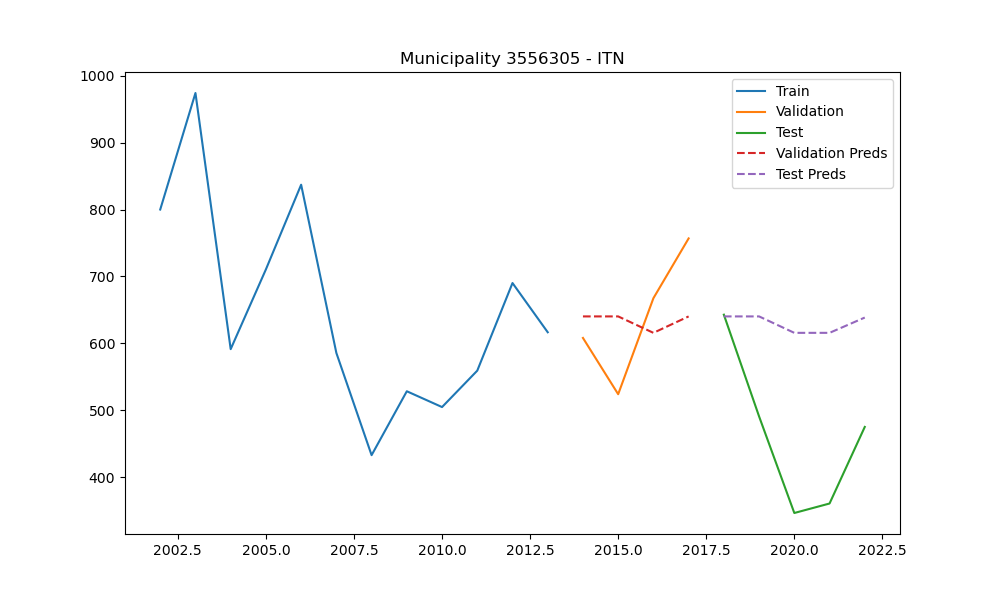 Municipality 3556305 - ITN
1000
900
800
700
600
500
400
Train
Validation
Test
Validation Preds
Test Preds
2002.5 2005.0 2007.5 2010.0 2012.5 2015.0 2017.5 2020.0 2022.5